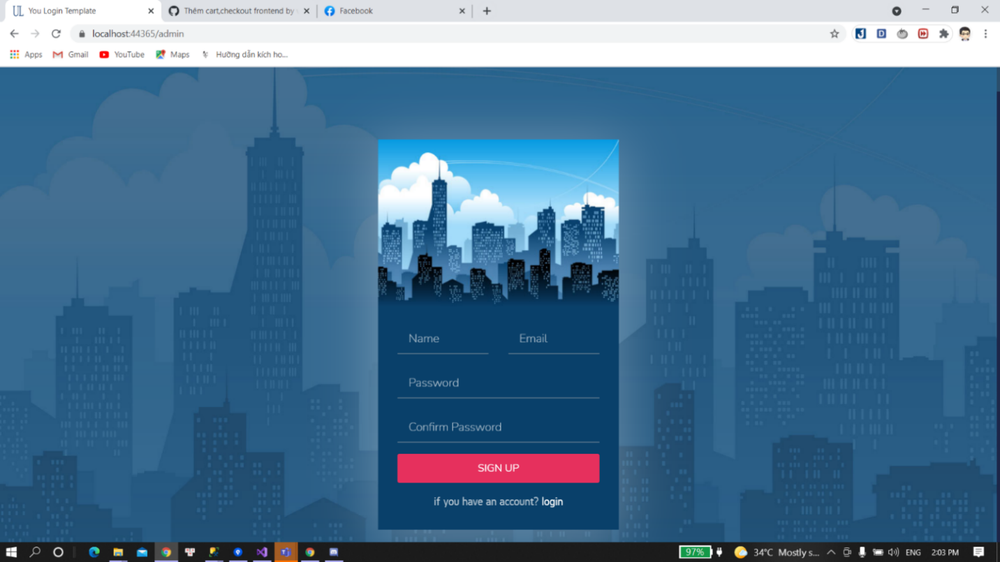 You Login Template
Thêm cart,checkout frontend by
Facebook
localhost:44365/admin
Apps
Gmail
YouTube
Maps
Hướng dẫn kích ho...
Name
Email
Password
Confirm Password
SIGN UP
if you have an account? login
97%
34°C Mostly s...
ENG
2:03 PM